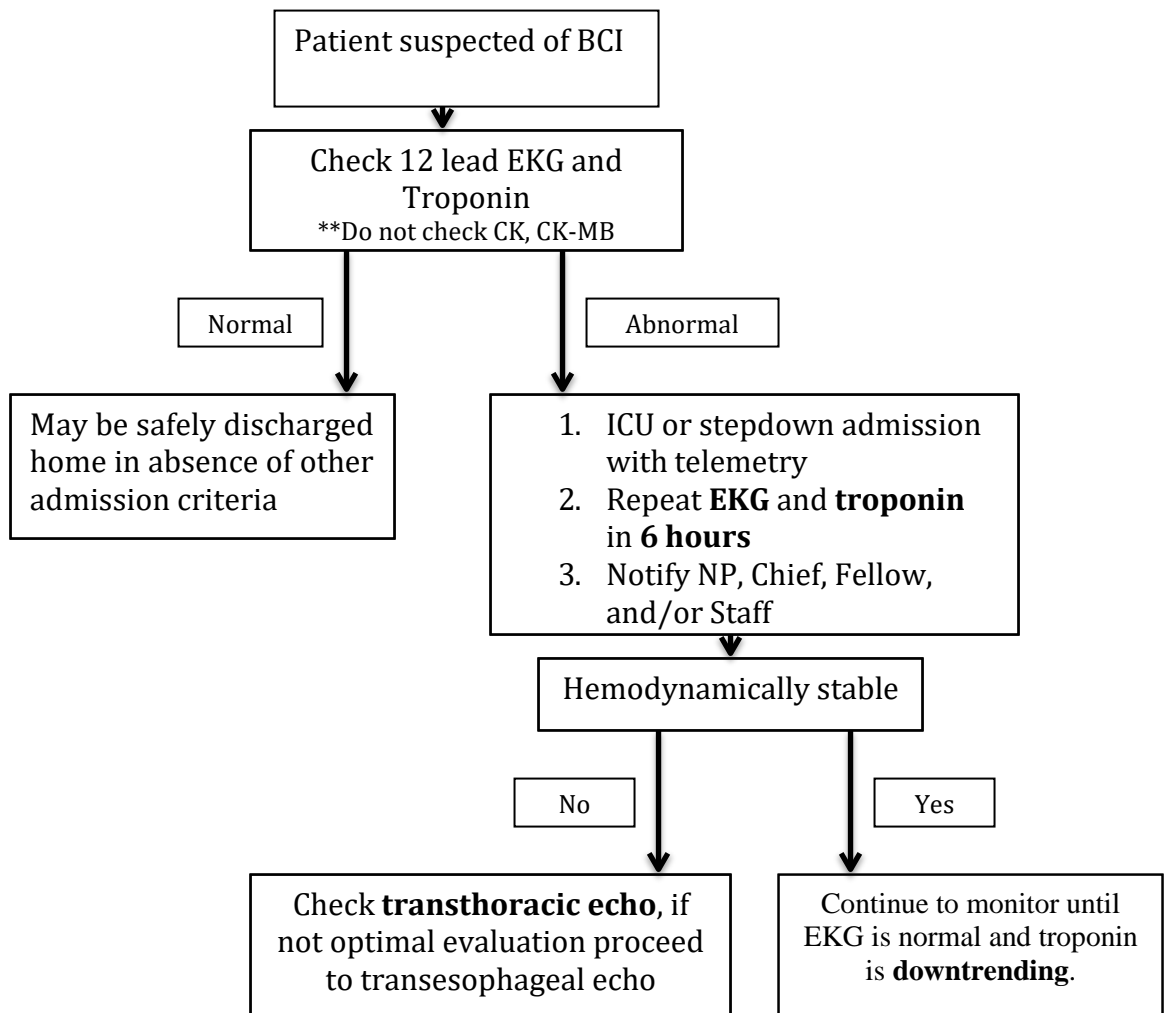 Patient suspected of BCI
Check 12 lead EKG and
Troponin
**Do not check CK, CK-MB
Normal
Abnormal
May be safely discharged
home in absence of other
admission criteria
1. ICU or stepdown admission
with telemetry
2. Repeat EKG and troponin
in 6 hours
3. Notify NP, Chief, Fellow,
and/or Staff
Hemodynamically stable
No
Yes
Check transthoracic echo, if
not optimal evaluation proceed
to transesophageal echo
Continue to monitor until
EKG is normal and troponin
is downtrending.